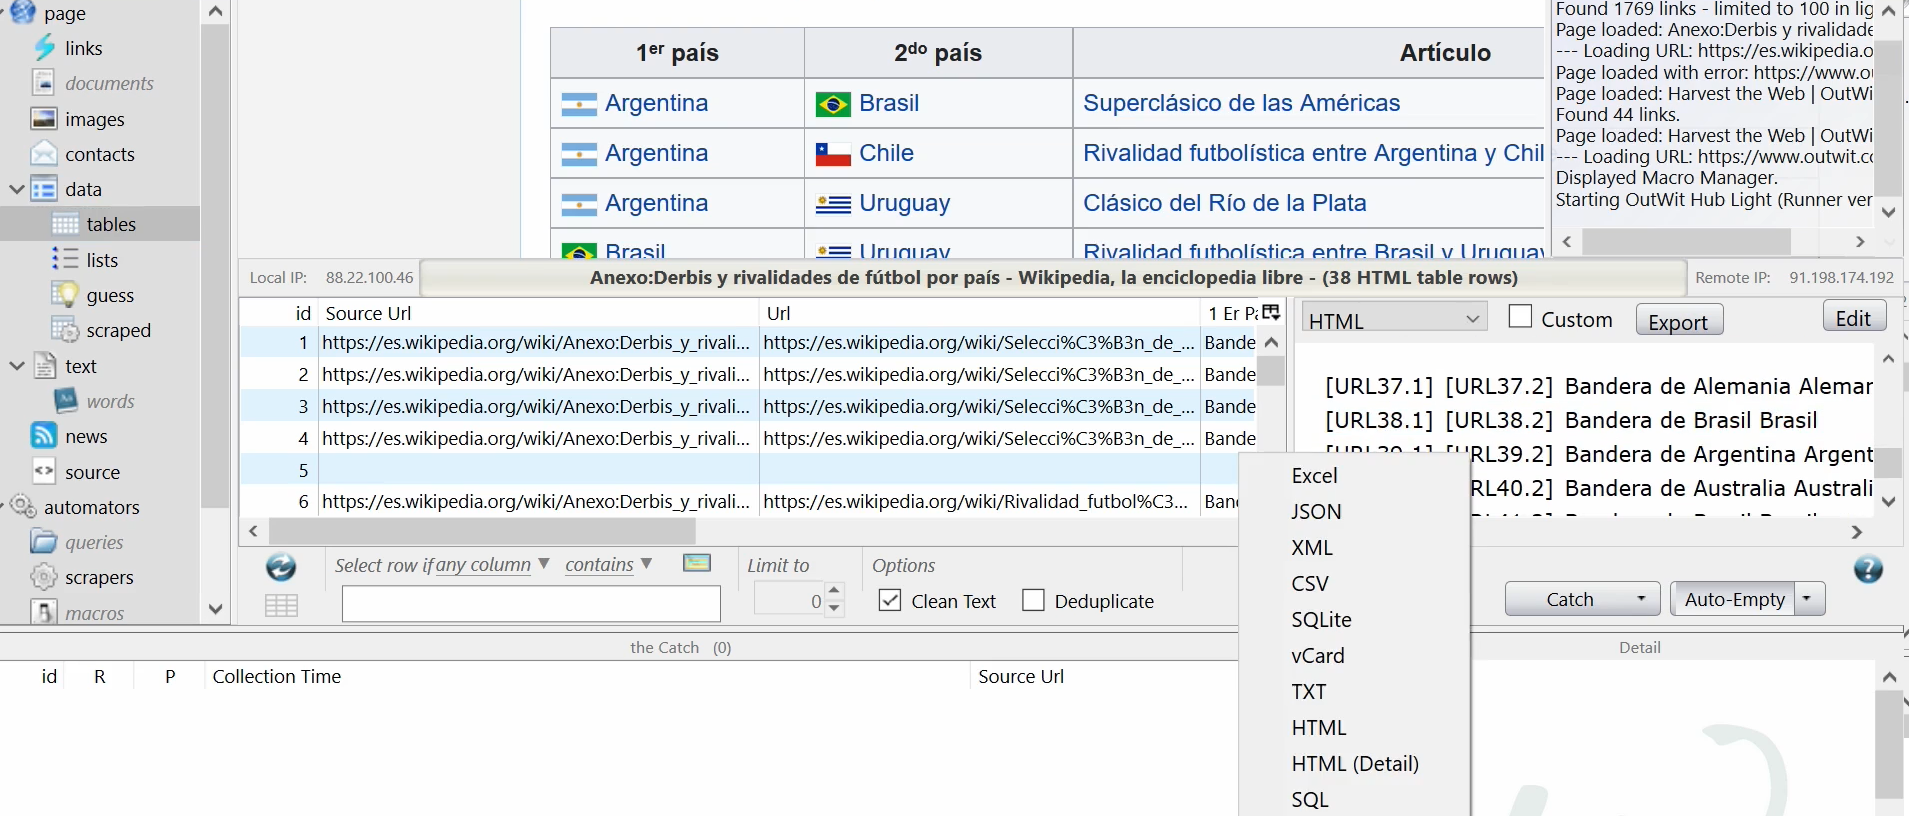 page
links
documents
images
contacts
data
tables
lists
guess
scraped
text
words
news
source
automators
queries
scrapers
macros
1er país 2do país Artículo
Argentina Brasil Superclásico de las Américas
Argentina Chile Rivalidad futbolística entre Argentina y Chil
Argentina Uruguay Clásico del Río de la Plata
Brasil Uruguay Rivalidad futbolística entre Brasil y Uruguay
Found 1769 links - limited to 100 in lig
Page loaded: Anexo:Derbis y rivalidade
--- Loading URL: https://es.wikipedia.o
Page loaded with error: https://www.ou
Page loaded: Harvest the Web | OutWi
Found 44 links.
Page loaded: Harvest the Web | OutWi
--- Loading URL: https://www.outwit.co
Displayed Macro Manager.
Starting OutWit Hub Light (Runner ver
Local IP: 88.22.100.46 Anexo:Derbis y rivalidades de fútbol por país - Wikipedia, la enciclopedia libre - (38 HTML table rows) Remote IP: 91.198.174.192
id Source Url Url 1 Er Pa
1 https://es.wikipedia.org/wiki/Anexo:Derbis_y_rivali... https://es.wikipedia.org/wiki/Selecci%C3%B3n_de_... Bande
2 https://es.wikipedia.org/wiki/Anexo:Derbis_y_rivali... https://es.wikipedia.org/wiki/Selecci%C3%B3n_de_... Bande
3 https://es.wikipedia.org/wiki/Anexo:Derbis_y_rivali... https://es.wikipedia.org/wiki/Selecci%C3%B3n_de_... Bande
4 https://es.wikipedia.org/wiki/Anexo:Derbis_y_rivali... https://es.wikipedia.org/wiki/Selecci%C3%B3n_de_... Bande
5
6 https://es.wikipedia.org/wiki/Anexo:Derbis_y_rivali... https://es.wikipedia.org/wiki/Rivalidad_futbol%C3... Ban
HTML Custom Export Edit
[URL37.1] [URL37.2] Bandera de Alemania Aleman
[URL38.1] [URL38.2] Bandera de Brasil Brasil
RL39.2] Bandera de Argentina Argent
RL40.2] Bandera de Australia Australi
Excel
JSON
XML
CSV
SQLite
vCard
TXT
HTML
HTML (Detail)
SQL
Select row if any column contains Limit to Options
0 Clean Text Deduplicate
Catch Auto-Empty
the Catch (0) Detail
id R P Collection Time Source Url